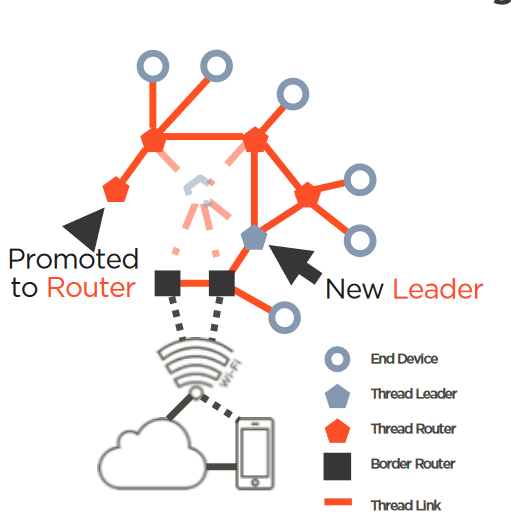 Promoted
to Router
New Leader
Wi-Fi
End Device
Thread Leader
Thread Router
Border Router
Thread Link